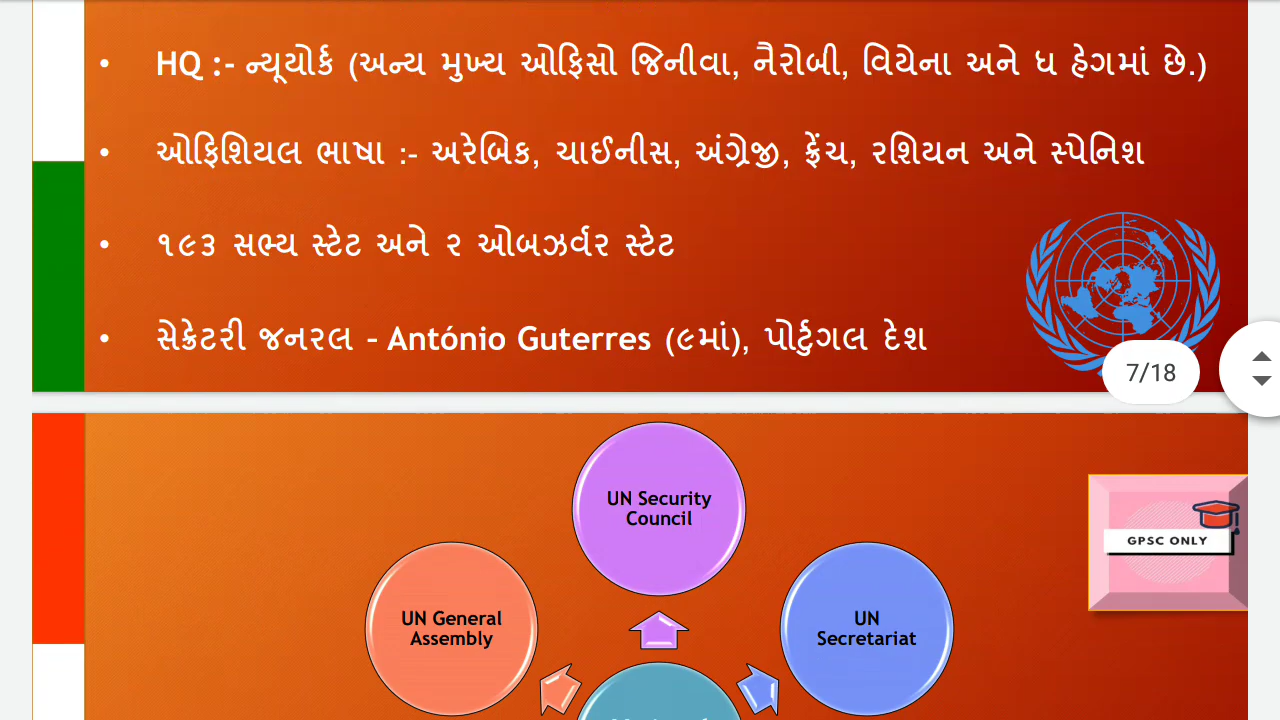 • HQ :- ન્યૂયોર્ક (અન્ય મુખ્ય ઓફિસો જિનીવા, નૈરોબી, વિયેના અને ધ હેગમાં છે.)
• ઓફિશિયલ ભાષા :- અરેબિક, ચાઈનીસ, અંગ્રેજી, ફ્રેંચ, રશિયન અને સ્પેનિશ
• ૧૯૩ સભ્ય સ્ટેટ અને ૨ ઓબઝર્વર સ્ટેટ
• સેક્રેટરી જનરલ - António Guterres (૯માં), પોર્ટુગલ દેશ
7/18
UN Security
Council
GPSC ONLY
UN General
Assembly
UN
Secretariat